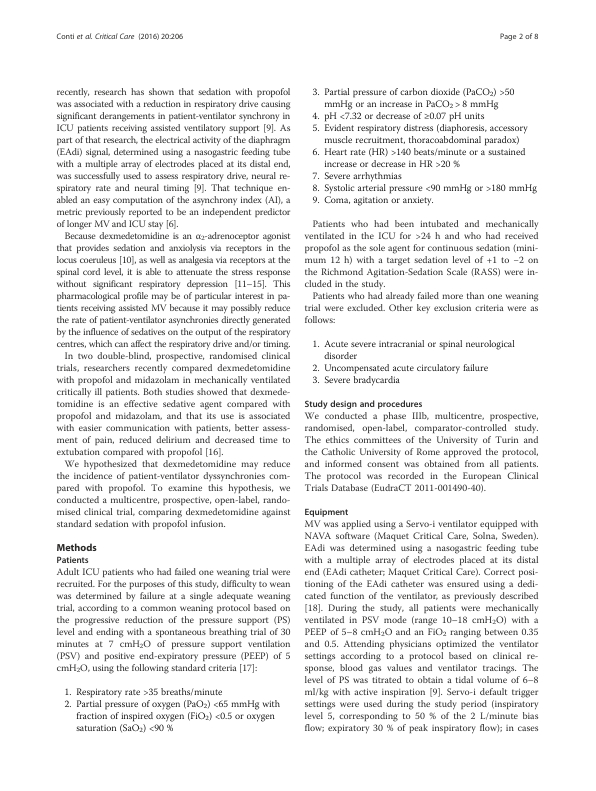 Conti et al. Critical Care (2016) 20:206
Page 2 of 8
recently, research has shown that sedation with propofol
was associated with a reduction in respiratory drive causing
significant derangements in patient-ventilator synchrony in
ICU patients receiving assisted ventilatory support [9]. As
part of that research, the electrical activity of the diaphragm
(EAdi) signal, determined using a nasogastric feeding tube
with a multiple array of electrodes placed at its distal end,
was successfully used to assess respiratory drive, neural re-
spiratory rate and neural timing [9]. That technique en-
abled an easy computation of the asynchrony index (AI), a
metric previously reported to be an independent predictor
of longer MV and ICU stay [6].
Because dexmedetomidine is an α₂-adrenoceptor agonist
that provides sedation and anxiolysis via receptors in the
locus coeruleus [10], as well as analgesia via receptors at the
spinal cord level, it is able to attenuate the stress response
without significant respiratory depression [11–15]. This
pharmacological profile may be of particular interest in pa-
tients receiving assisted MV because it may possibly reduce
the rate of patient-ventilator asynchronies directly generated
by the influence of sedatives on the output of the respiratory
centres, which can affect the respiratory drive and/or timing.
In two double-blind, prospective, randomised clinical
trials, researchers recently compared dexmedetomidine
with propofol and midazolam in mechanically ventilated
critically ill patients. Both studies showed that dexmede-
tomidine is an effective sedative agent compared with
propofol and midazolam, and that its use is associated
with easier communication with patients, better assess-
ment of pain, reduced delirium and decreased time to
extubation compared with propofol [16].
We hypothesized that dexmedetomidine may reduce
the incidence of patient-ventilator dyssynchronies com-
pared with propofol. To examine this hypothesis, we
conducted a multicentre, prospective, open-label, rando-
mised clinical trial, comparing dexmedetomidine against
standard sedation with propofol infusion.
Methods
Patients
Adult ICU patients who had failed one weaning trial were
recruited. For the purposes of this study, difficulty to wean
was determined by failure at a single adequate weaning
trial, according to a common weaning protocol based on
the progressive reduction of the pressure support (PS)
level and ending with a spontaneous breathing trial of 30
minutes at 7 cmH₂O of pressure support ventilation
(PSV) and positive end-expiratory pressure (PEEP) of 5
cmH₂O, using the following standard criteria [17]:
1. Respiratory rate >35 breaths/minute
2. Partial pressure of oxygen (PaO₂) <65 mmHg with
fraction of inspired oxygen (FiO₂) <0.5 or oxygen
saturation (SaO₂) <90 %
3. Partial pressure of carbon dioxide (PaCO₂) >50
mmHg or an increase in PaCO₂ > 8 mmHg
4. pH <7.32 or decrease of ≥0.07 pH units
5. Evident respiratory distress (diaphoresis, accessory
muscle recruitment, thoracoabdominal paradox)
6. Heart rate (HR) >140 beats/minute or a sustained
increase or decrease in HR >20 %
7. Severe arrhythmias
8. Systolic arterial pressure <90 mmHg or >180 mmHg
9. Coma, agitation or anxiety.
Patients who had been intubated and mechanically
ventilated in the ICU for >24 h and who had received
propofol as the sole agent for continuous sedation (mini-
mum 12 h) with a target sedation level of +1 to −2 on
the Richmond Agitation-Sedation Scale (RASS) were in-
cluded in the study.
Patients who had already failed more than one weaning
trial were excluded. Other key exclusion criteria were as
follows:
1. Acute severe intracranial or spinal neurological
disorder
2. Uncompensated acute circulatory failure
3. Severe bradycardia
Study design and procedures
We conducted a phase IIIb, multicentre, prospective,
randomised, open-label, comparator-controlled study.
The ethics committees of the University of Turin and
the Catholic University of Rome approved the protocol,
and informed consent was obtained from all patients.
The protocol was recorded in the European Clinical
Trials Database (EudraCT 2011-001490-40).
Equipment
MV was applied using a Servo-i ventilator equipped with
NAVA software (Maquet Critical Care, Solna, Sweden).
EAdi was determined using a nasogastric feeding tube
with a multiple array of electrodes placed at its distal
end (EAdi catheter; Maquet Critical Care). Correct posi-
tioning of the EAdi catheter was ensured using a dedi-
cated function of the ventilator, as previously described
[18]. During the study, all patients were mechanically
ventilated in PSV mode (range 10–18 cmH₂O) with a
PEEP of 5–8 cmH₂O and an FiO₂ ranging between 0.35
and 0.5. Attending physicians optimized the ventilator
settings according to a protocol based on clinical re-
sponse, blood gas values and ventilator tracings. The
level of PS was titrated to obtain a tidal volume of 6–8
ml/kg with active inspiration [9]. Servo-i default trigger
settings were used during the study period (inspiratory
level 5, corresponding to 50 % of the 2 L/minute bias
flow; expiratory 30 % of peak inspiratory flow); in cases